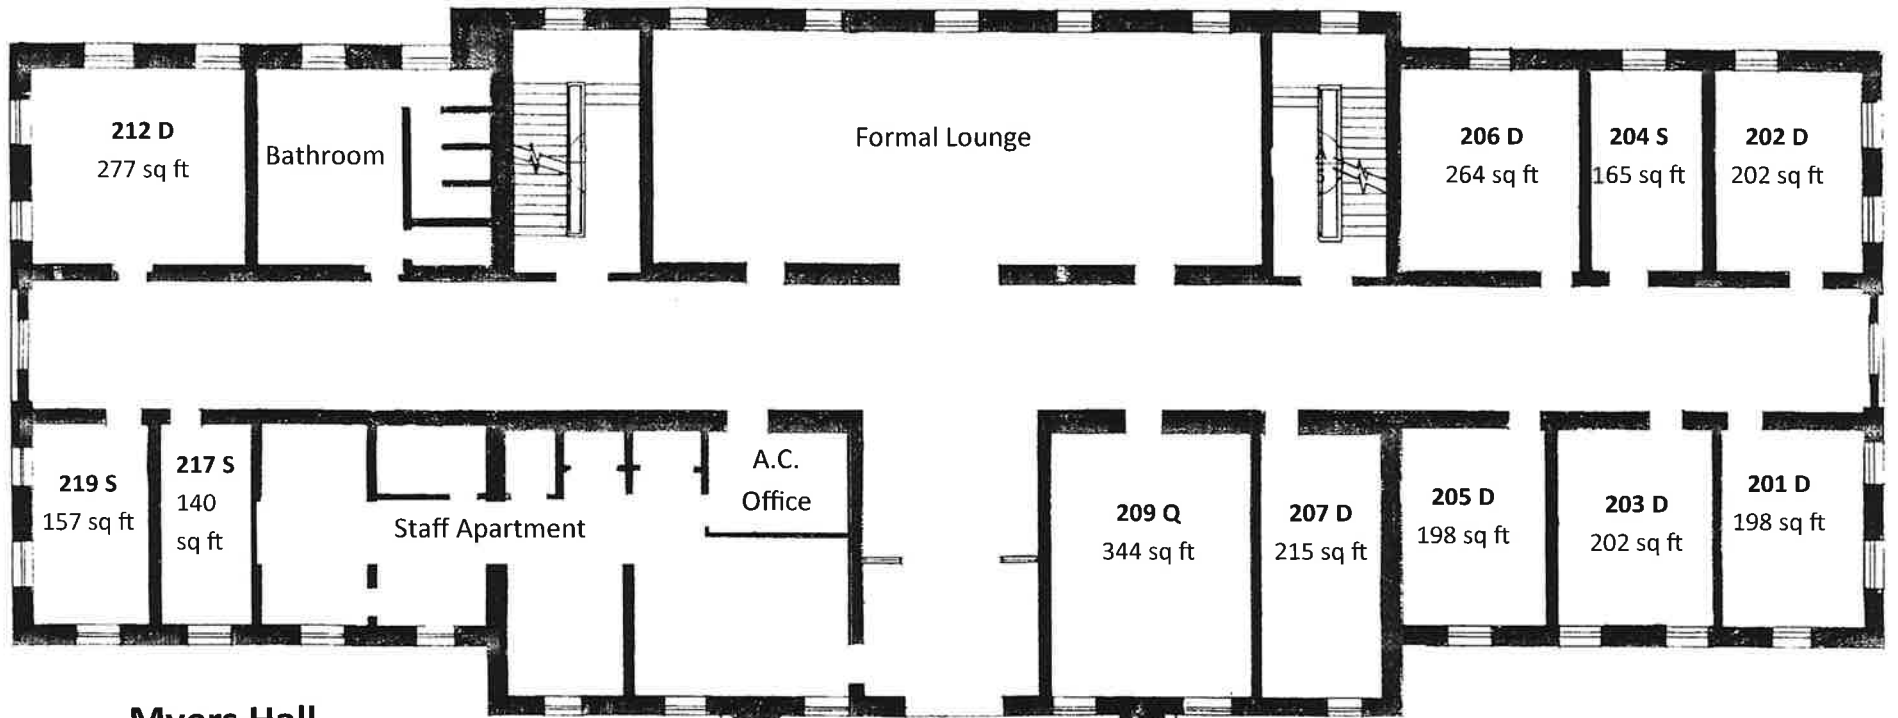 212 D
277 sq ft
Bathroom
Formal Lounge
206 D
264 sq ft
204 S
165 sq ft
202 D
202 sq ft
219 S
157 sq ft
217 S
140
sq ft
Staff Apartment
A.C.
Office
209 Q
344 sq ft
207 D
215 sq ft
205 D
198 sq ft
203 D
202 sq ft
201 D
198 sq ft
Myers Hall